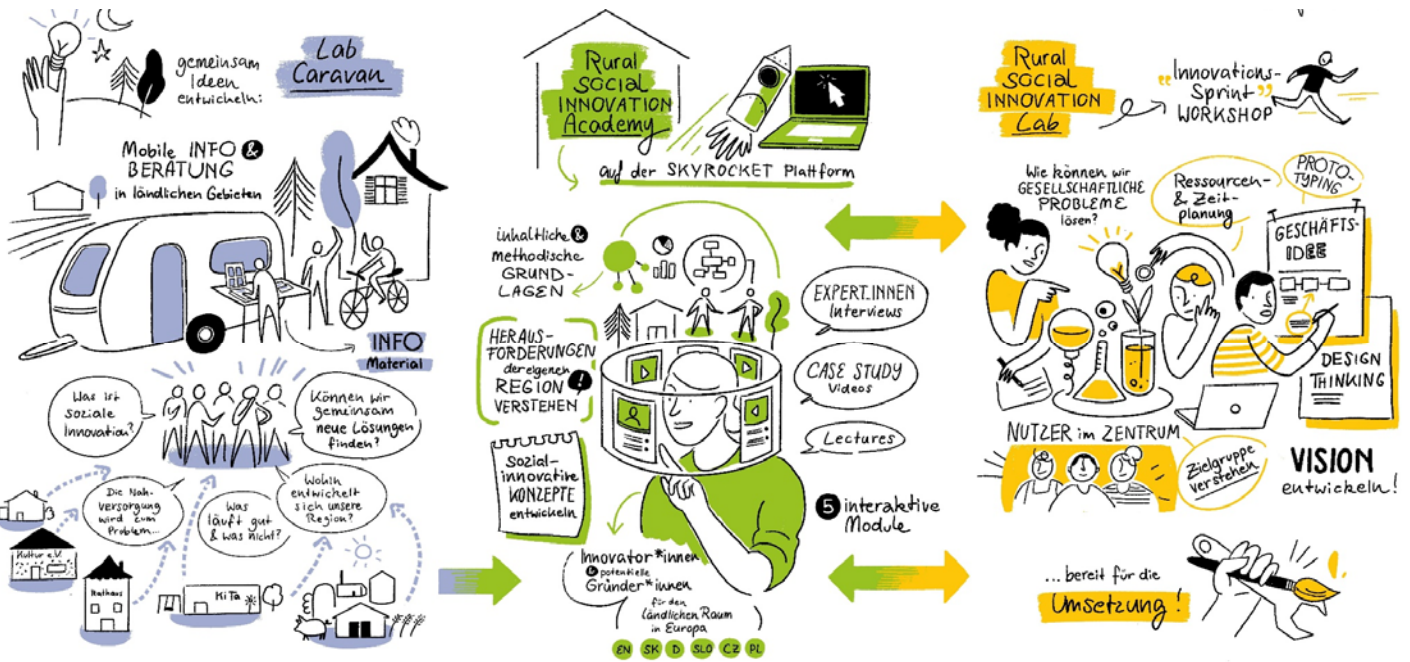 Lab
Caravan
gemeinsam
Ideen
entwickeln:
Mobile INFO &
BERATUNG
in ländlichen Gebieten
INFO
Material
Was ist
soziale
Innovation?
Können wir
gemeinsam
neue Lösungen
finden?
Die Nah-
versorgung
wird zum
Problem...
Was
läuft gut
& was nicht?
Wohin
entwickelt
sich unsere
Region?
Kultur e.V.
Rathaus
KiTa
Rural
SOCIAL
INNOVATION
Academy
auf der SKYROCKET Plattform
inhaltliche &
methodische
GRUND-
LAGEN
HERAUS-
FORDERUNGEN
der eigenen
REGION !
VERSTEHEN
Sozial-
innovative
KONZEPTE
entwickeln
EXPERT.INNEN
Interviews
CASE STUDY
Videos
Lectures
5 interaktive
Module
Innovator*innen
& potentielle
Gründer*innen
für den
ländlichen Raum
in Europa
EN SK D SLO CZ PL
Rural
SOCIAL
INNOVATION
Lab
"Innovations-
Sprint"
WORKSHOP
Wie können wir
GESELLSCHAFTLICHE
PROBLEME
lösen?
Ressourcen-
& Zeit-
planung
PROTO-
TYPING
GESCHÄFTS-
IDEE
DESIGN
THINKING
NUTZER im ZENTRUM
Zielgruppe
verstehen
VISION
entwickeln!
...bereit für die
Umsetzung!